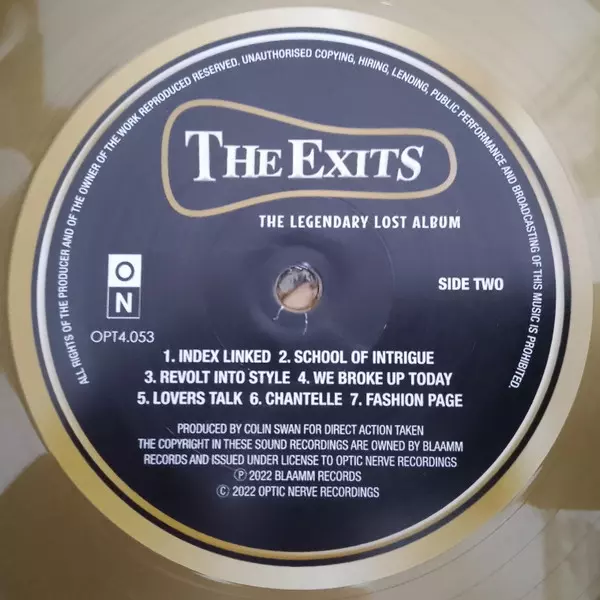 ALL RIGHTS OF THE PRODUCER AND OF THE OWNER OF THE WORK REPRODUCED RESERVED. UNAUTHORISED COPYING, HIRING, LENDING, PUBLIC PERFORMANCE AND BROADCASTING OF THIS MUSIC IS PROHIBITED.
THE EXITS
THE LEGENDARY LOST ALBUM
O
N
SIDE TWO
OPT4.053
1. INDEX LINKED 2. SCHOOL OF INTRIGUE
3. REVOLT INTO STYLE 4. WE BROKE UP TODAY
5. LOVERS TALK 6. CHANTELLE 7. FASHION PAGE
PRODUCED BY COLIN SWAN FOR DIRECT ACTION TAKEN
THE COPYRIGHT IN THESE SOUND RECORDINGS ARE OWNED BY BLAAMM
RECORDS AND ISSUED UNDER LICENSE TO OPTIC NERVE RECORDINGS
℗ 2022 BLAAMM RECORDS
© 2022 OPTIC NERVE RECORDINGS